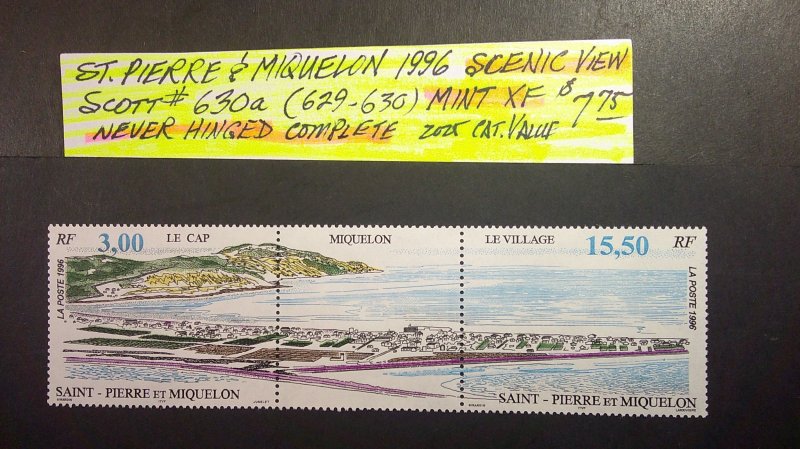 ST. PIERRE & MIQUELON 1996 SCENIC VIEW
SCOTT# 630a (629-630) MINT XF $7.75
NEVER HINGED COMPLETE 2025 CAT. VALUE
RF 3,00 LE CAP MIQUELON LE VILLAGE 15,50 RF
LA POSTE 1996
LA POSTE 1996
SAINT - PIERRE ET MIQUELON SAINT - PIERRE ET MIQUELON